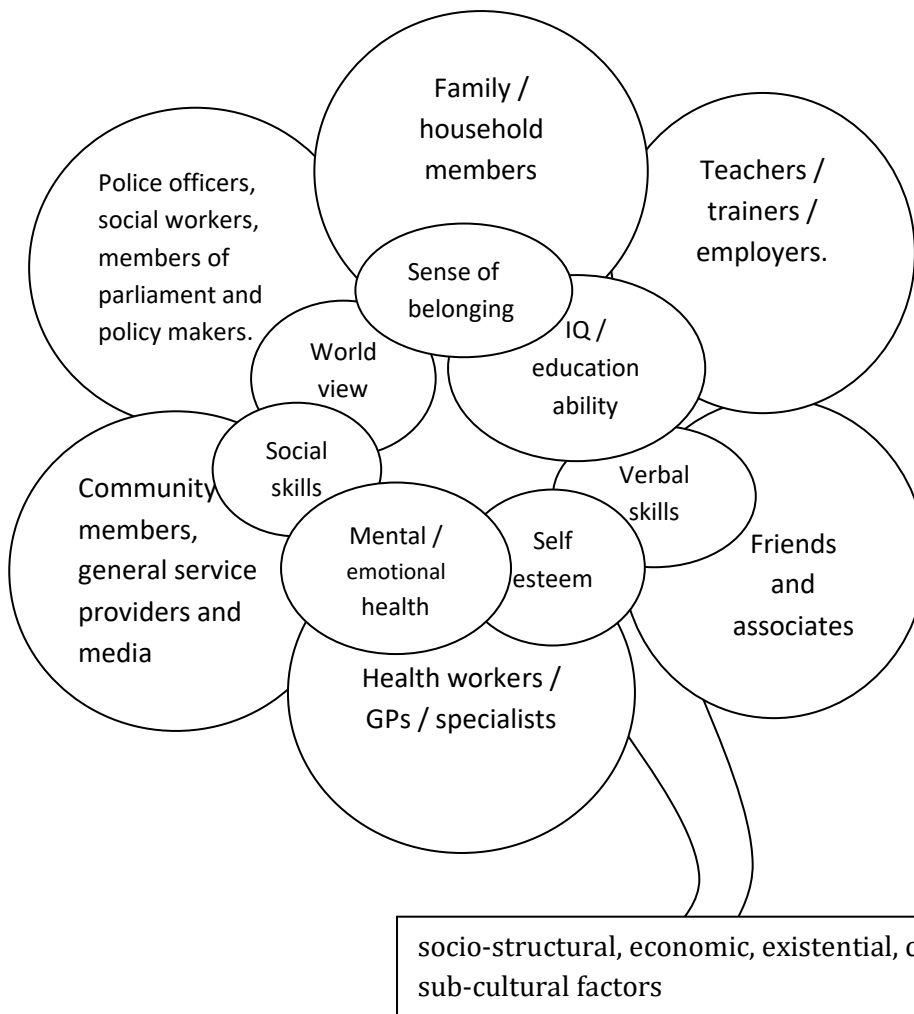 Family /
household
members
Police officers,
social workers,
members of
parliament and
policy makers.
Teachers /
trainers /
employers.
Sense of
belonging
World
view
IQ /
education
ability
Social
skills
Verbal
skills
Community
members,
general service
providers and
media
Mental /
emotional
health
Self
esteem
Friends
and
associates
Health workers /
GPs / specialists
socio-structural, economic, existential,
sub-cultural factors